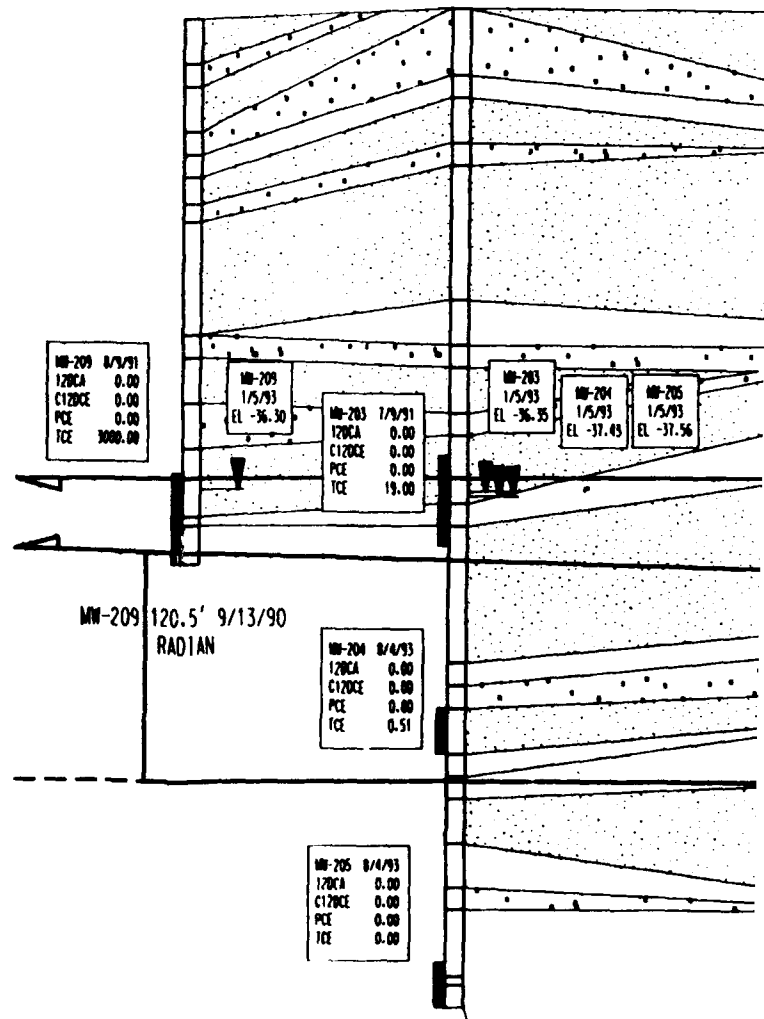 MW-209 8/9/91
12DCA 0.00
C12DCE 0.00
PCE 0.00
TCE 3000.00
MW-209
1/5/93
EL -36.30
MW-203 7/9/91
12DCA 0.00
C12DCE 0.00
PCE 0.00
TCE 19.00
MW-203
1/5/93
EL -36.35
MW-204
1/5/93
EL -37.49
MW-205
1/5/93
EL -37.56
MW-209 120.5' 9/13/90
RADIAN
MW-204 8/4/93
12DCA 0.00
C12DCE 0.00
PCE 0.00
TCE 0.51
MW-205 8/4/93
12DCA 0.00
C12DCE 0.00
PCE 0.00
TCE 0.00